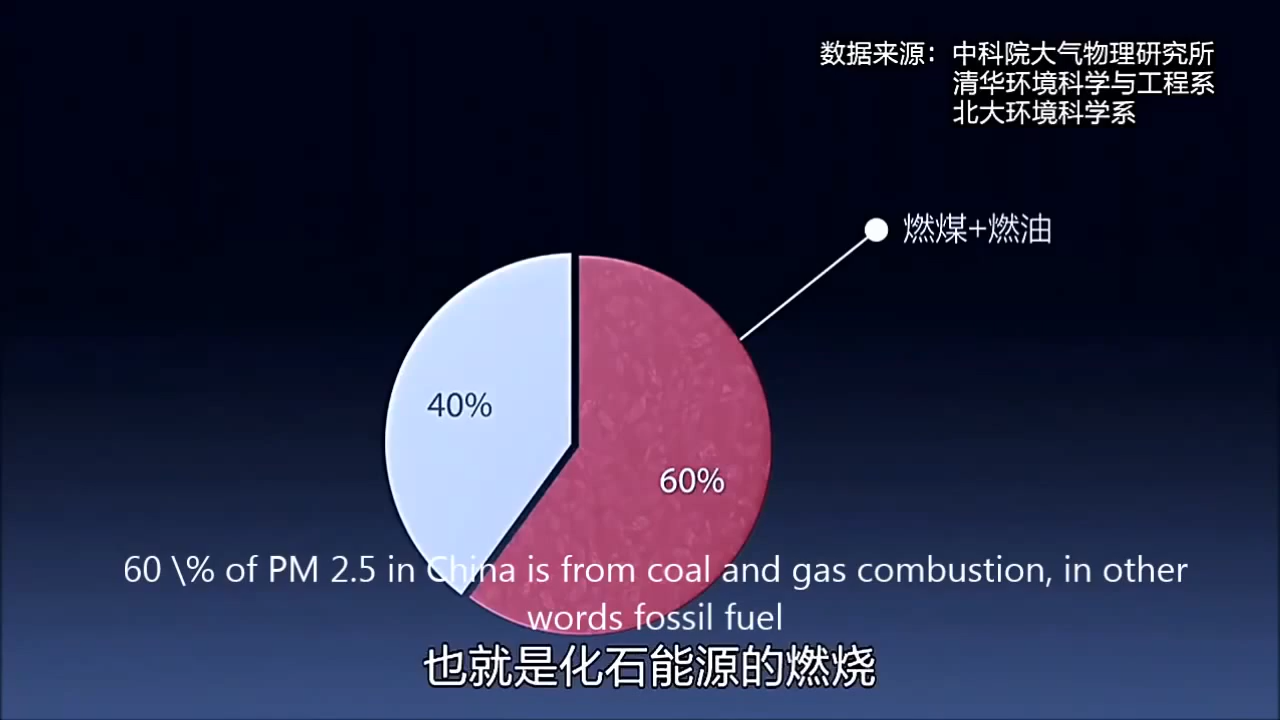 数据来源：中科院大气物理研究所
清华环境科学与工程系
北大环境科学系
燃煤+燃油
40%
60%
60 \% of PM 2.5 in China is from coal and gas combustion, in other
words fossil fuel
也就是化石能源的燃烧